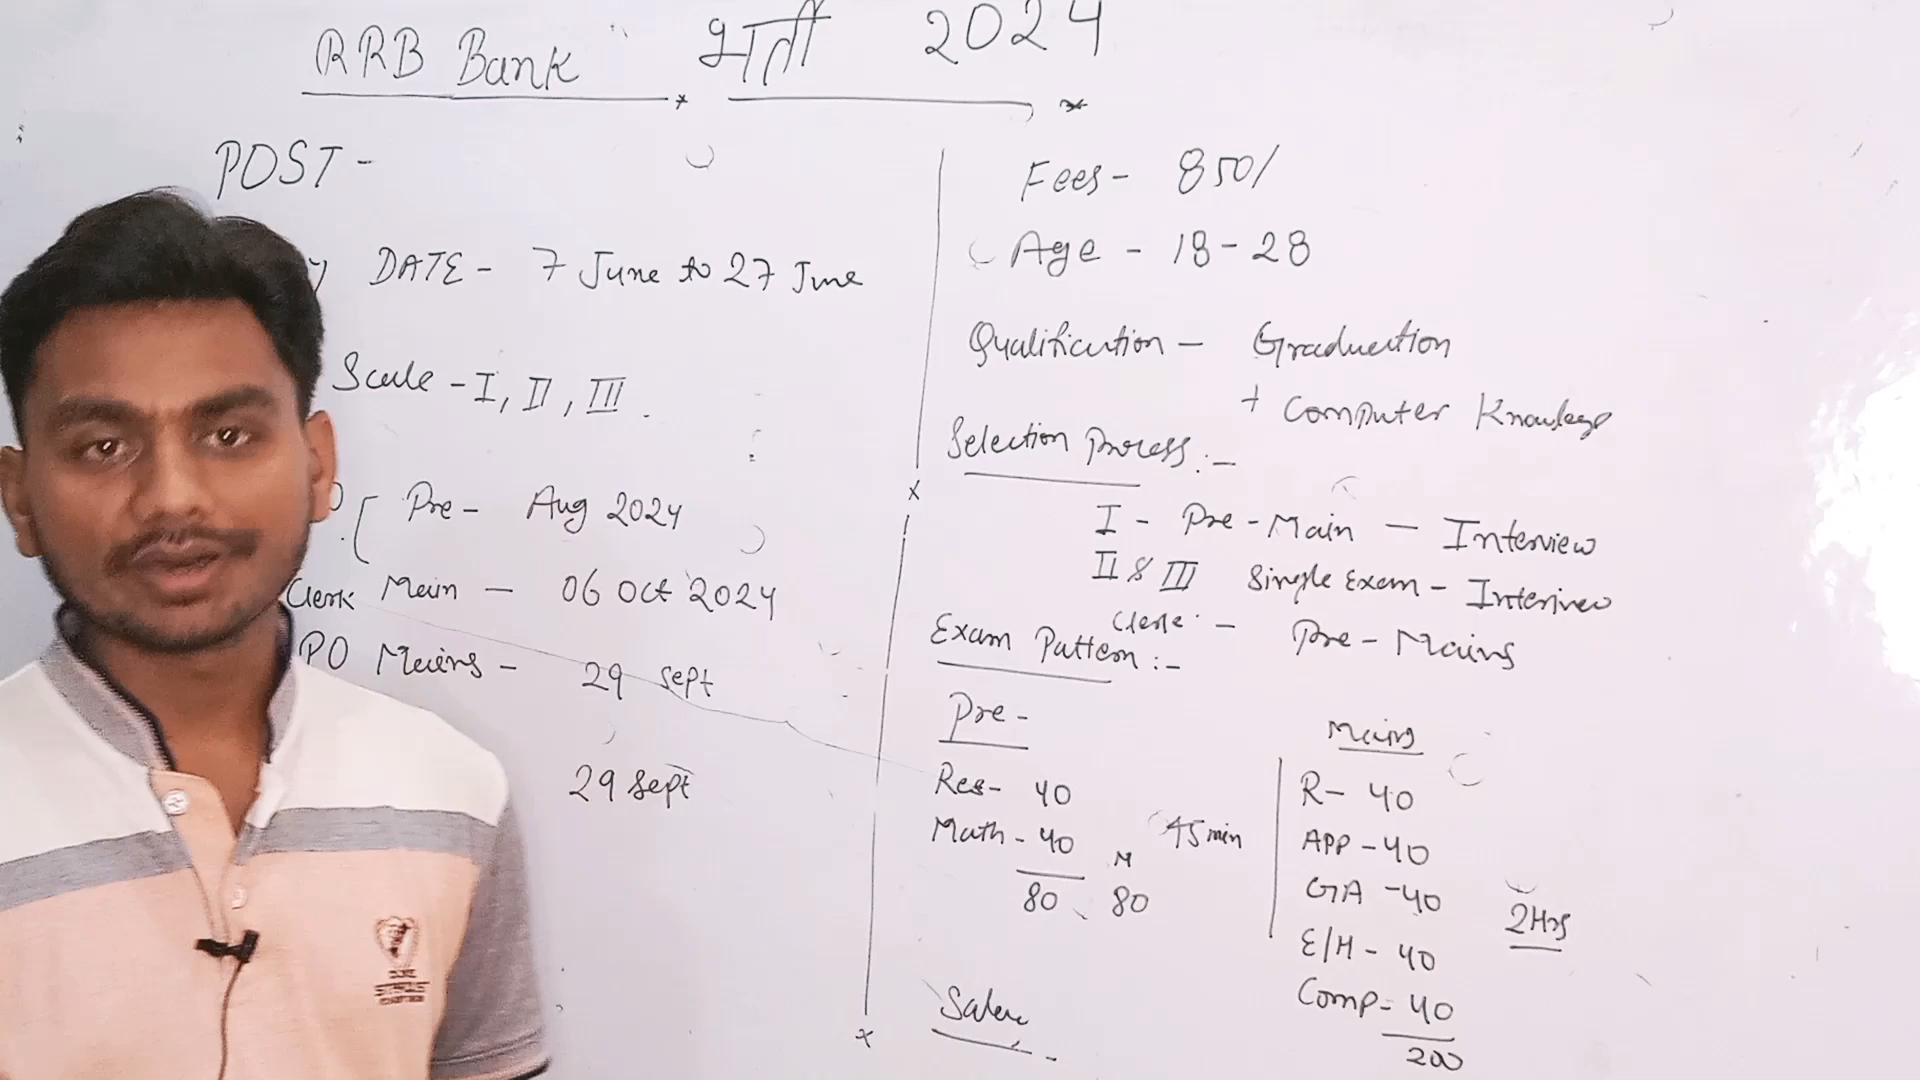 RRB Bank भर्ती 2024
POST -
DATE - 7 June to 27 June
Scale - I, II, III.
Pre - Aug 2024
Clerk Main - 06 Oct 2024
PO Mains - 29 Sept
29 Sept
Fees - 850/
Age - 18 - 28
Qualification - Graduation
+ Computer Knowledge
Selection Process :-
I - Pre - Main - Interview
II & III Single Exam - Interview
Clerk - Pre - Mains
Exam Pattern :-
Pre -
Res - 40
Math - 40
80 M 80
45 min
Mains
R - 40
APP - 40
GA - 40
E/H - 40
Comp - 40
200
2Hrs